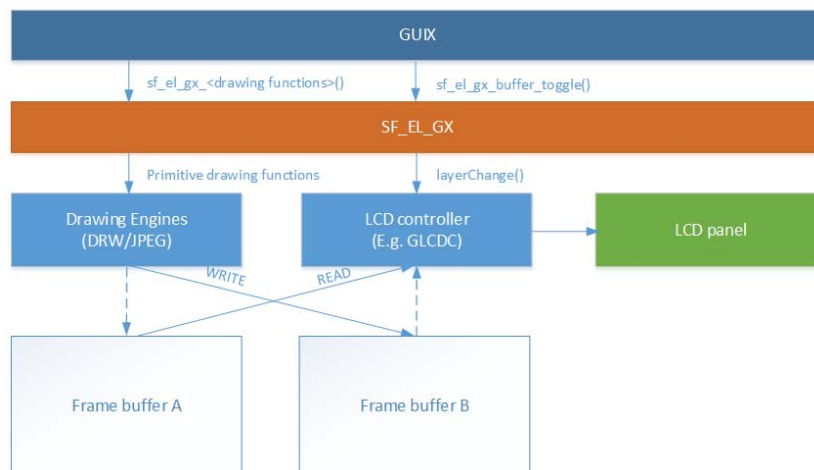 GUIX
sf_el_gx_<drawing functions>()
sf_el_gx_buffer_toggle()
SF_EL_GX
Primitive drawing functions
layerChange()
Drawing Engines
(DRW/JPEG)
LCD controller
(E.g. GLCDC)
LCD panel
WRITE
READ
Frame buffer A
Frame buffer B